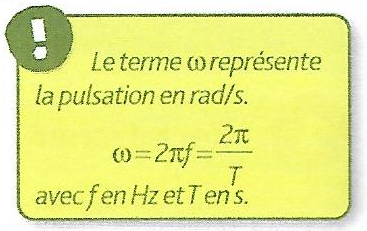 !
Le terme ω représente
la pulsation en rad/s.
ω = 2πf = 2π/T
avec f en Hz et T en s.